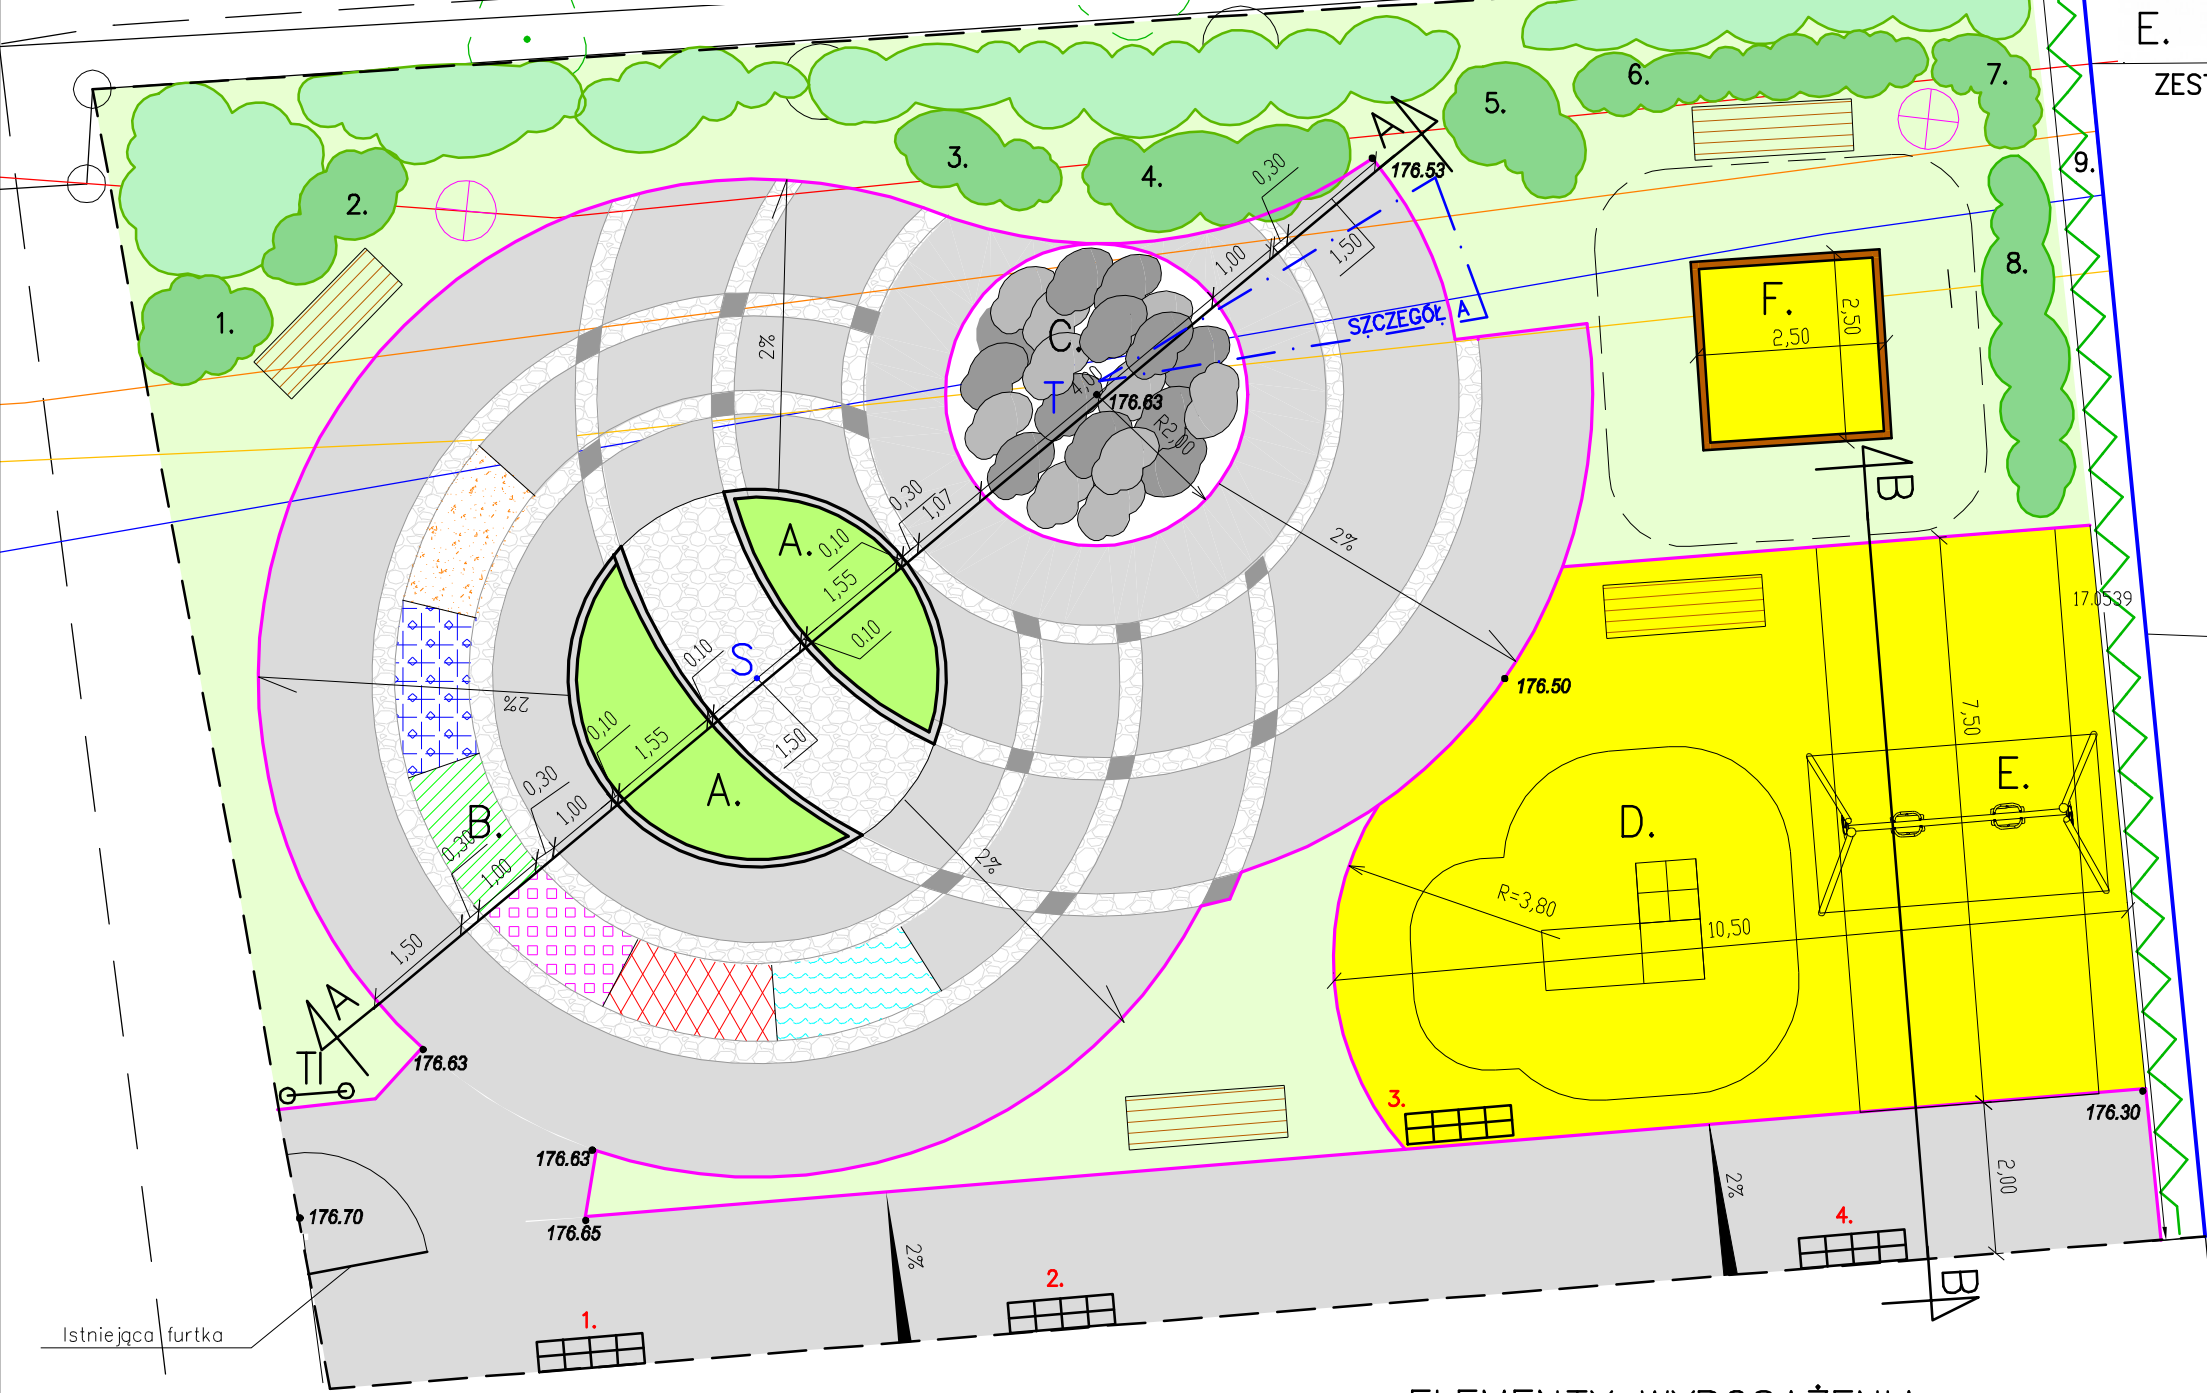 E.
ZEST
6.
7.
5.
A
0,30
176.53
9.
3.
4.
2.
1,00
1,50
8.
1.
F.
2,50
2,50
SZCZEGÓŁ A
C.
2%
T
4,00
176.63
R2,00
B
0,30
1,07
2%
A.
0,10
1,55
17.0539
0,10
0,10
S
176.50
2%
7,50
0,10
1,55
1,50
A.
E.
0,30
1,00
D.
B.
0,30
1,00
2%
R=3,80
10,50
1,50
A
TI
176.63
3.
176.30
176.63
2%
2,00
176.70
176.65
4.
2%
2.
B
1.
Istniejąca furtka
ELEMENTY WYPOSAŻENIA